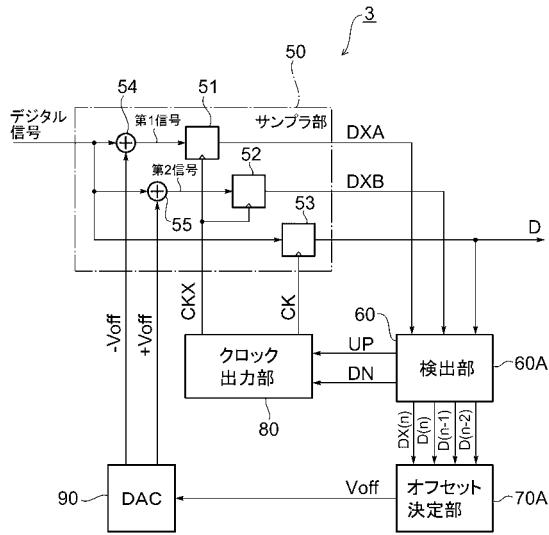 3
50
54
51
デジタル
信号
第1信号
サンプラ部
DXA
52
第2信号
DXB
53
55
D
-Voff
+Voff
CKX
CK
60
UP
クロック
出力部
DN
検出部
60A
80
DX(n)
D(n)
D(n-1)
D(n-2)
90
DAC
Voff
オフセット
決定部
70A